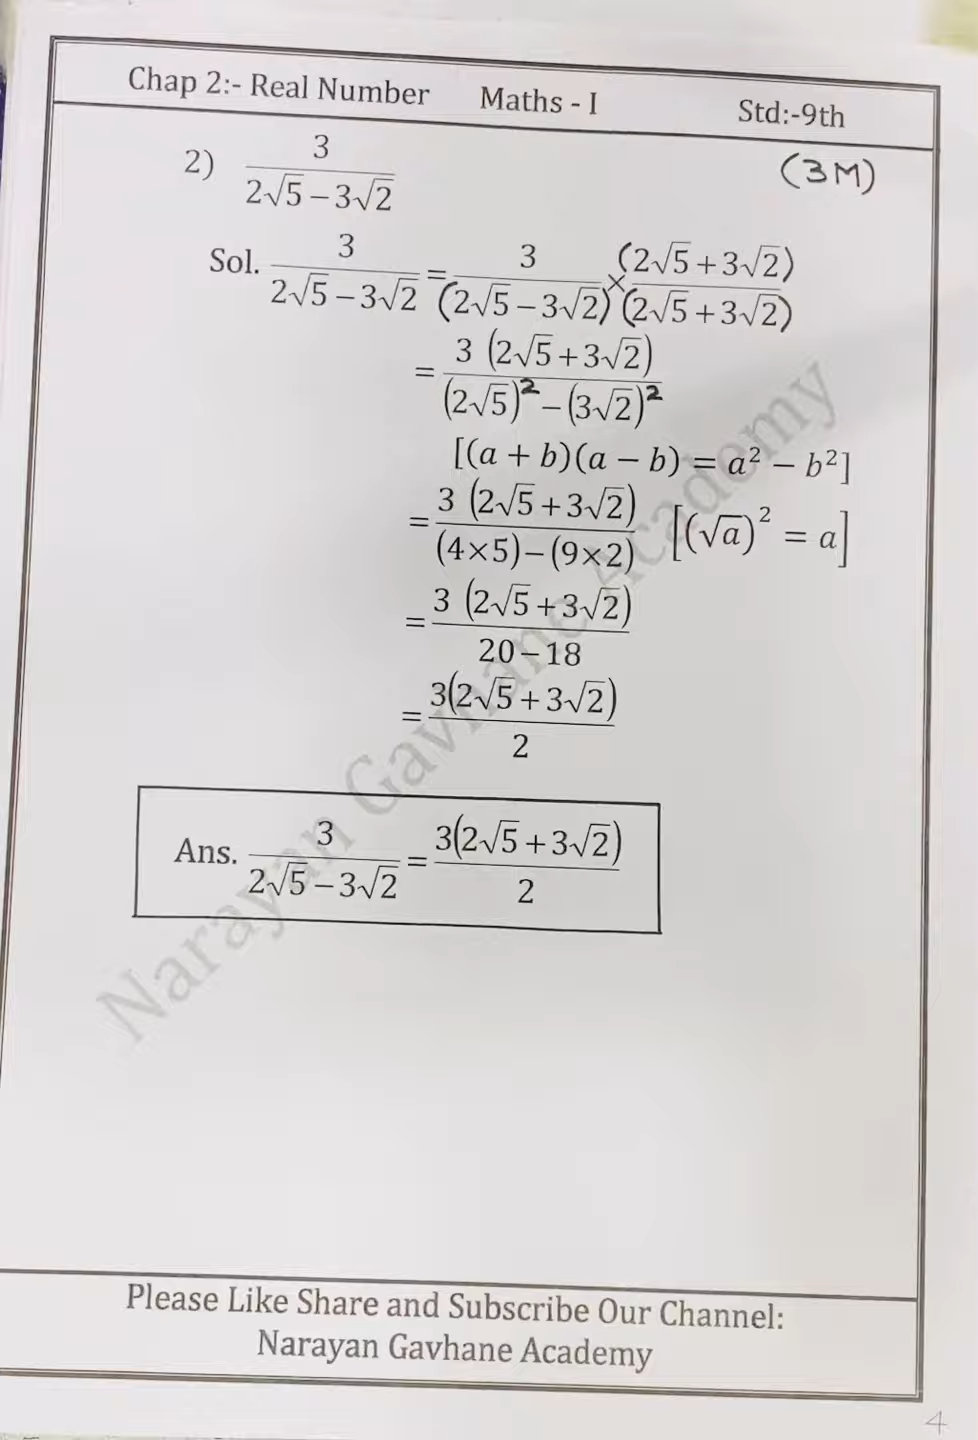 Chap 2:- Real Number Maths - I Std:-9th
2) 3/(2√5 – 3√2) (3M)
Sol. 3/(2√5 – 3√2) = 3/(2√5 – 3√2) × (2√5 + 3√2)/(2√5 + 3√2)
= 3 (2√5 + 3√2)/((2√5)² – (3√2)²)
[(a + b)(a − b) = a² − b²]
= 3 (2√5 + 3√2)/((4×5) – (9×2)) [(√a)² = a]
= 3 (2√5 + 3√2)/(20 – 18)
= 3(2√5 + 3√2)/2
Ans. 3/(2√5 – 3√2) = 3(2√5 + 3√2)/2
Narayan Gavhane Academy
Please Like Share and Subscribe Our Channel:
Narayan Gavhane Academy
4